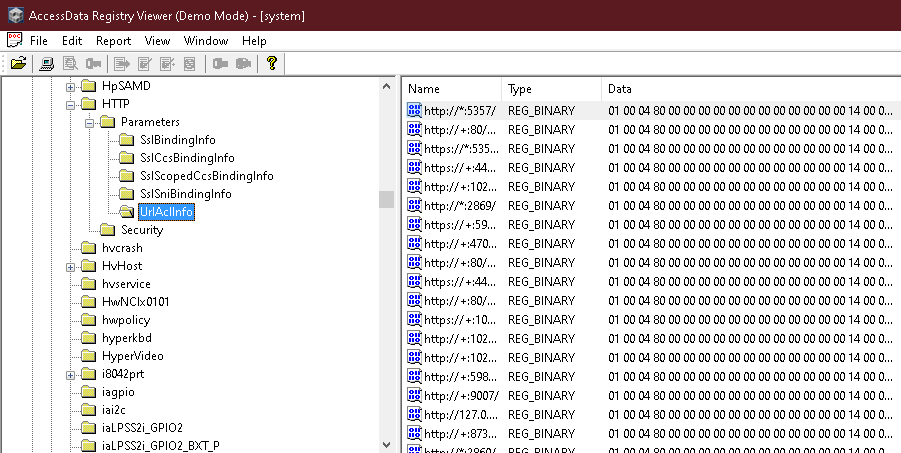 AccessData Registry Viewer (Demo Mode) - [system]
File Edit Report View Window Help
HpSAMD
HTTP
Parameters
SslBindingInfo
SslCcsBindingInfo
SslScopedCcsBindingInfo
SslSniBindingInfo
UrlAclInfo
Security
hvcrash
HvHost
hvservice
HwNClx0101
hwpolicy
hyperkbd
HyperVideo
i8042prt
iagpio
iai2c
iaLPSS2i_GPIO2
iaLPSS2i_GPIO2_BXT_P
Name Type Data
http://*:5357/ REG_BINARY 01 00 04 80 00 00 00 00 00 00 00 00 00 00 00 00 14 00 0...
http://+:80/... REG_BINARY 01 00 04 80 00 00 00 00 00 00 00 00 00 00 00 00 14 00 0...
https://*:535... REG_BINARY 01 00 04 80 00 00 00 00 00 00 00 00 00 00 00 00 14 00 0...
https://+:44... REG_BINARY 01 00 04 80 00 00 00 00 00 00 00 00 00 00 00 00 14 00 0...
http://+:102... REG_BINARY 01 00 04 80 00 00 00 00 00 00 00 00 00 00 00 00 14 00 0...
http://*:2869/ REG_BINARY 01 00 04 80 00 00 00 00 00 00 00 00 00 00 00 00 14 00 0...
https://+:59... REG_BINARY 01 00 04 80 00 00 00 00 00 00 00 00 00 00 00 00 14 00 0...
http://+:470... REG_BINARY 01 00 04 80 00 00 00 00 00 00 00 00 00 00 00 00 14 00 0...
http://+:80/... REG_BINARY 01 00 04 80 00 00 00 00 00 00 00 00 00 00 00 00 14 00 0...
https://+:44... REG_BINARY 01 00 04 80 00 00 00 00 00 00 00 00 00 00 00 00 14 00 0...
http://+:80/... REG_BINARY 01 00 04 80 00 00 00 00 00 00 00 00 00 00 00 00 14 00 0...
https://+:10... REG_BINARY 01 00 04 80 00 00 00 00 00 00 00 00 00 00 00 00 14 00 0...
http://+:102... REG_BINARY 01 00 04 80 00 00 00 00 00 00 00 00 00 00 00 00 14 00 0...
http://+:102... REG_BINARY 01 00 04 80 00 00 00 00 00 00 00 00 00 00 00 00 14 00 0...
http://+:598... REG_BINARY 01 00 04 80 00 00 00 00 00 00 00 00 00 00 00 00 14 00 0...
http://+:9007/ REG_BINARY 01 00 04 80 00 00 00 00 00 00 00 00 00 00 00 00 14 00 0...
http://127.0.... REG_BINARY 01 00 04 80 00 00 00 00 00 00 00 00 00 00 00 00 14 00 0...
http://+:873... REG_BINARY 01 00 04 80 00 00 00 00 00 00 00 00 00 00 00 00 14 00 0...
http://*:2860/ REG_BINARY 01 00 04 80 00 00 00 00 00 00 00 00 00 00 00 00 14 00 0...